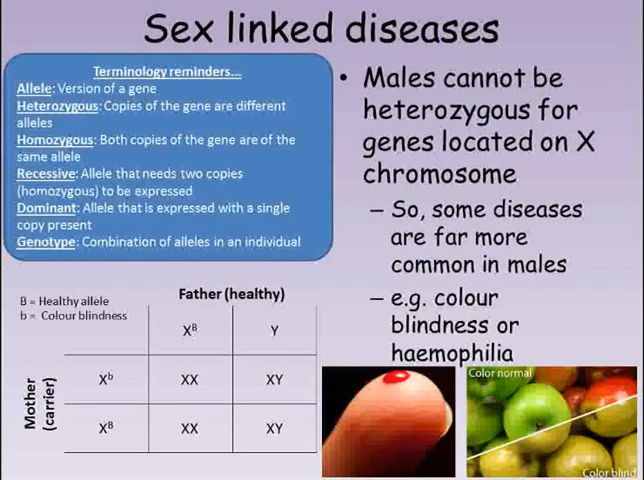 Sex linked diseases
Terminology reminders...
Allele: Version of a gene
Heterozygous: Copies of the gene are different
alleles
Homozygous: Both copies of the gene are of the
same allele
Recessive: Allele that needs two copies
(homozygous) to be expressed
Dominant: Allele that is expressed with a single
copy present
Genotype: Combination of alleles in an individual
• Males cannot be
heterozygous for
genes located on X
chromosome
– So, some diseases
are far more
common in males
– e.g. colour
blindness or
haemophilia
B = Healthy allele
b = Colour blindness
Father (healthy)
Mother
(carrier)
X^B Y
X^b XX XY
X^B XX XY
Color normal
Color blind